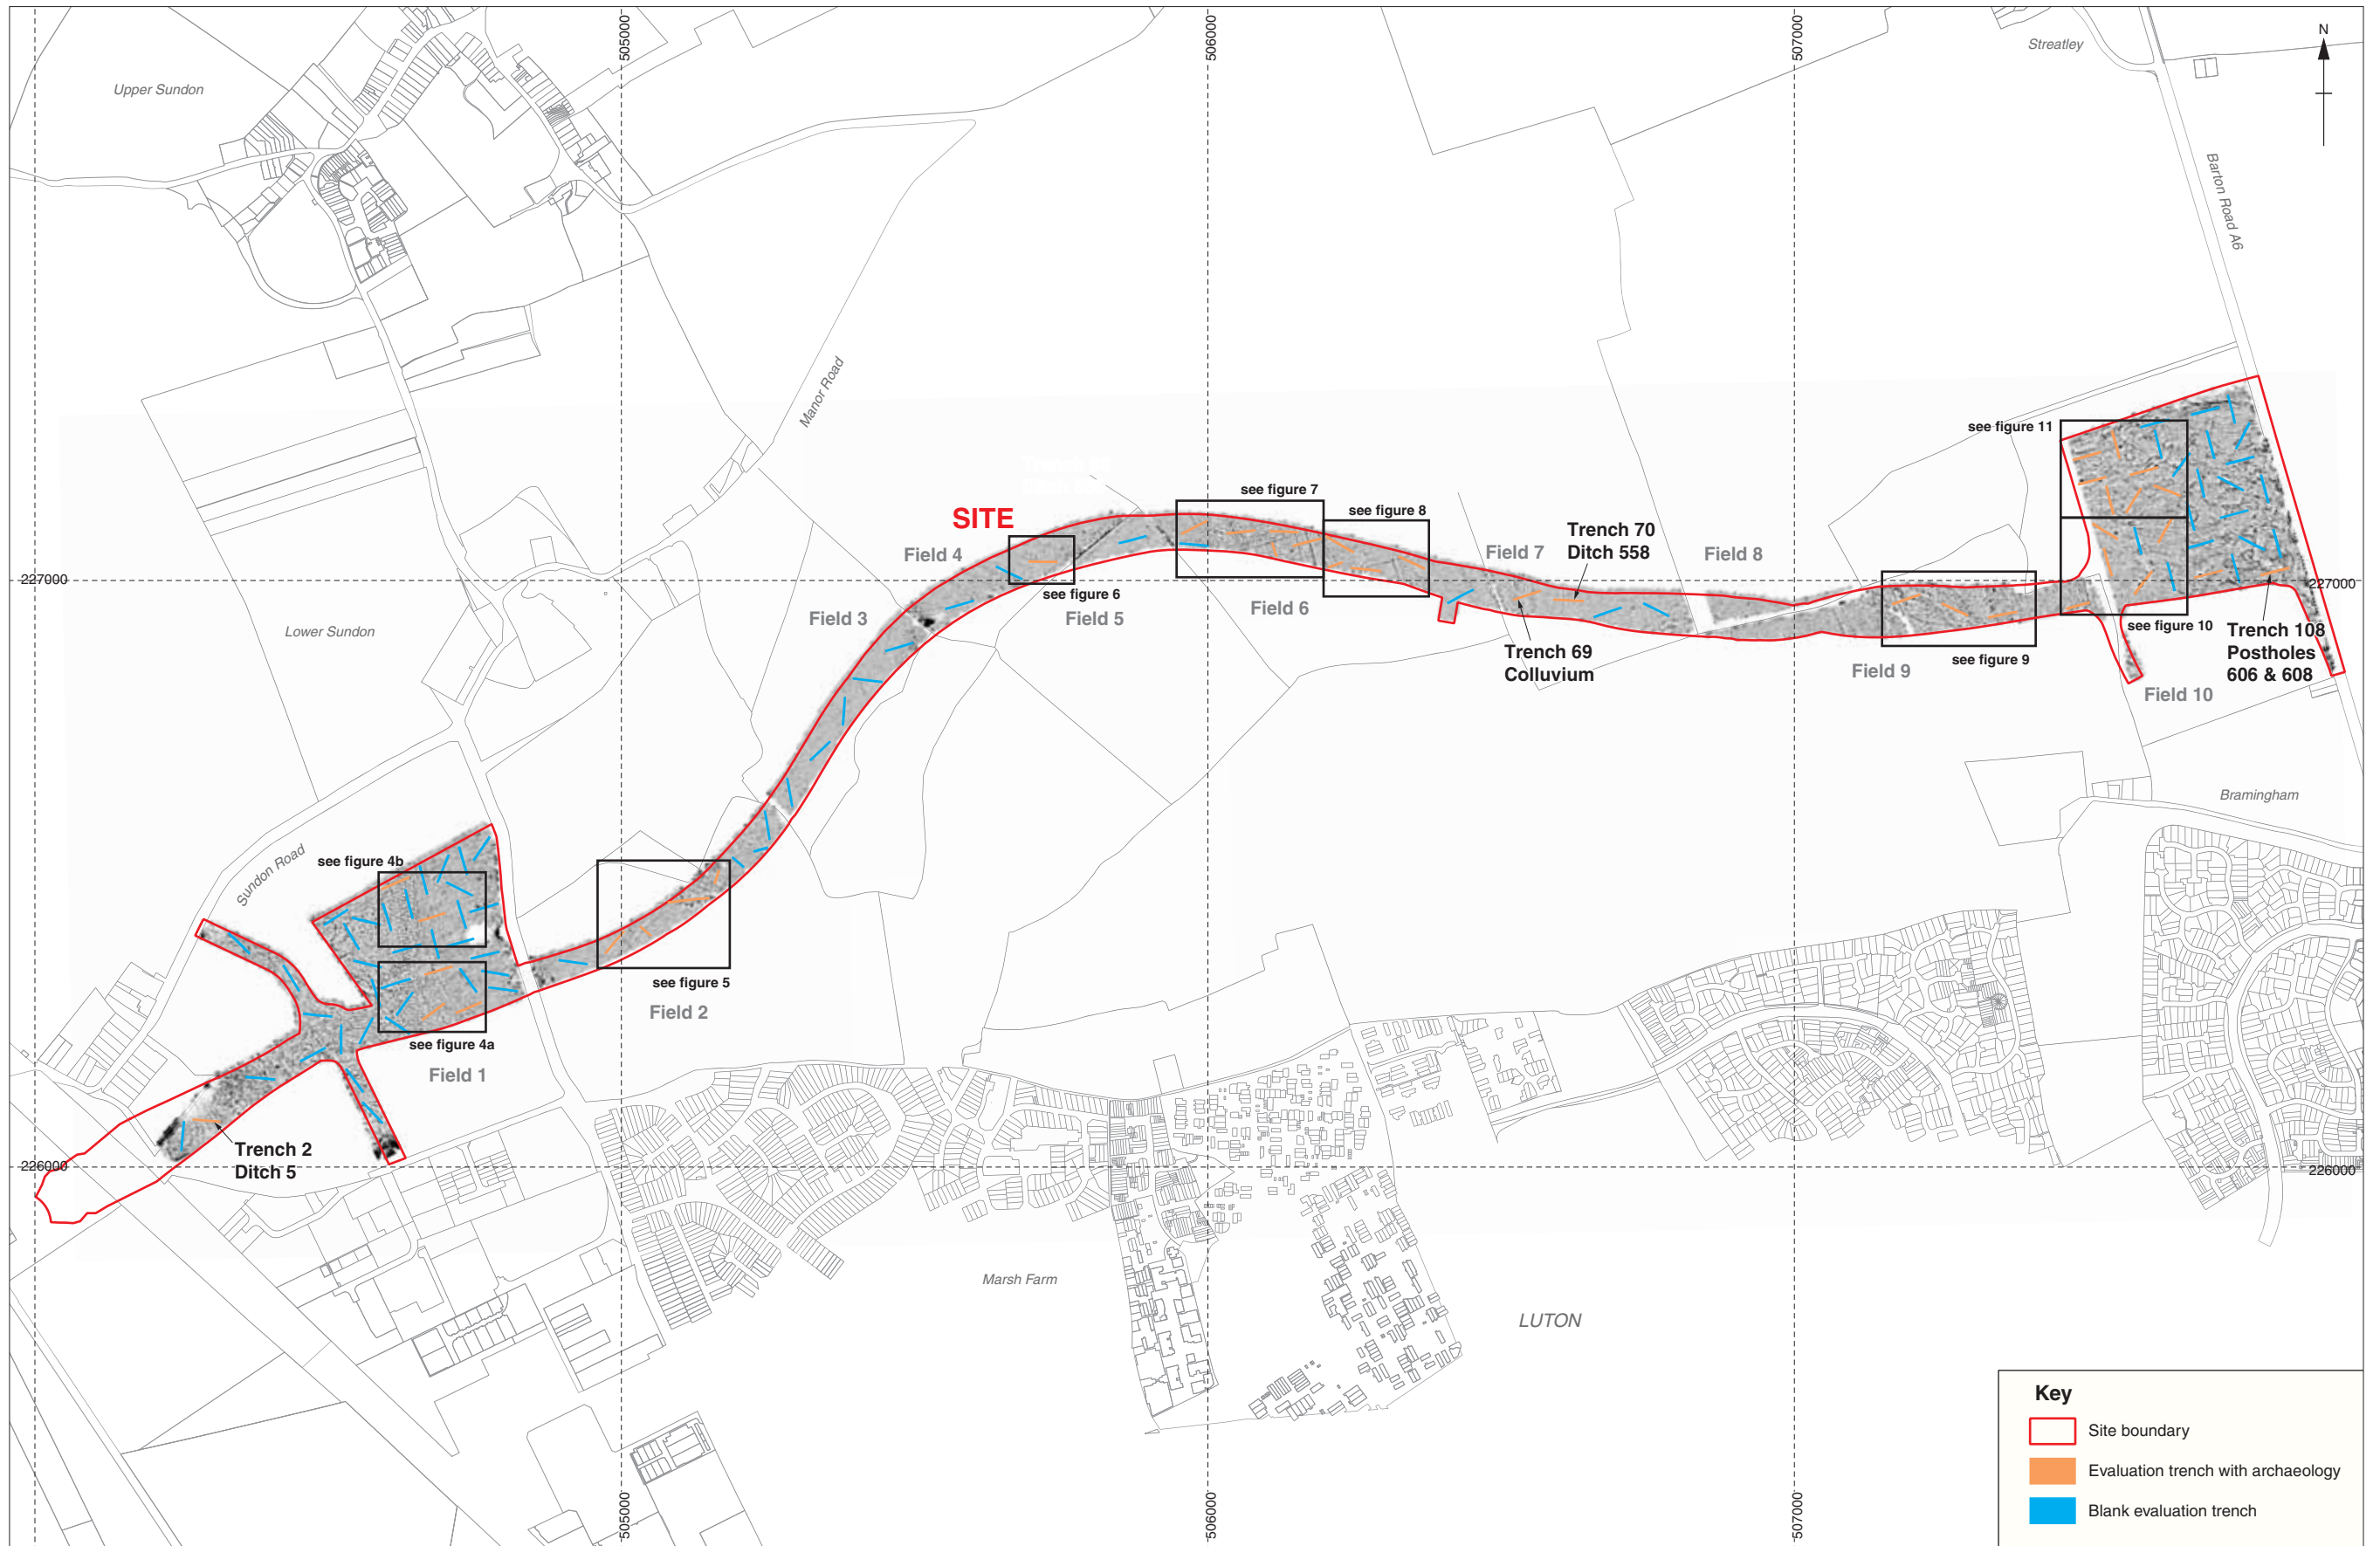 505000
506000
507000
N
Streatley
Upper Sundon
Barton Road A6
Manor Road
see figure 11
see figure 7
SITE
see figure 8
Trench 70
Ditch 558
Field 4
Field 7
Field 8
227000
227000
see figure 6
Field 3
Field 5
Field 6
see figure 10
Trench 108
Postholes
606 & 608
Lower Sundon
Trench 69
Colluvium
Field 9
see figure 9
Field 10
Bramingham
Sundon Road
see figure 4b
see figure 5
Field 2
see figure 4a
Field 1
Trench 2
Ditch 5
226000
226000
Marsh Farm
LUTON
Key
Site boundary
Evaluation trench with archaeology
Blank evaluation trench
505000
506000
507000